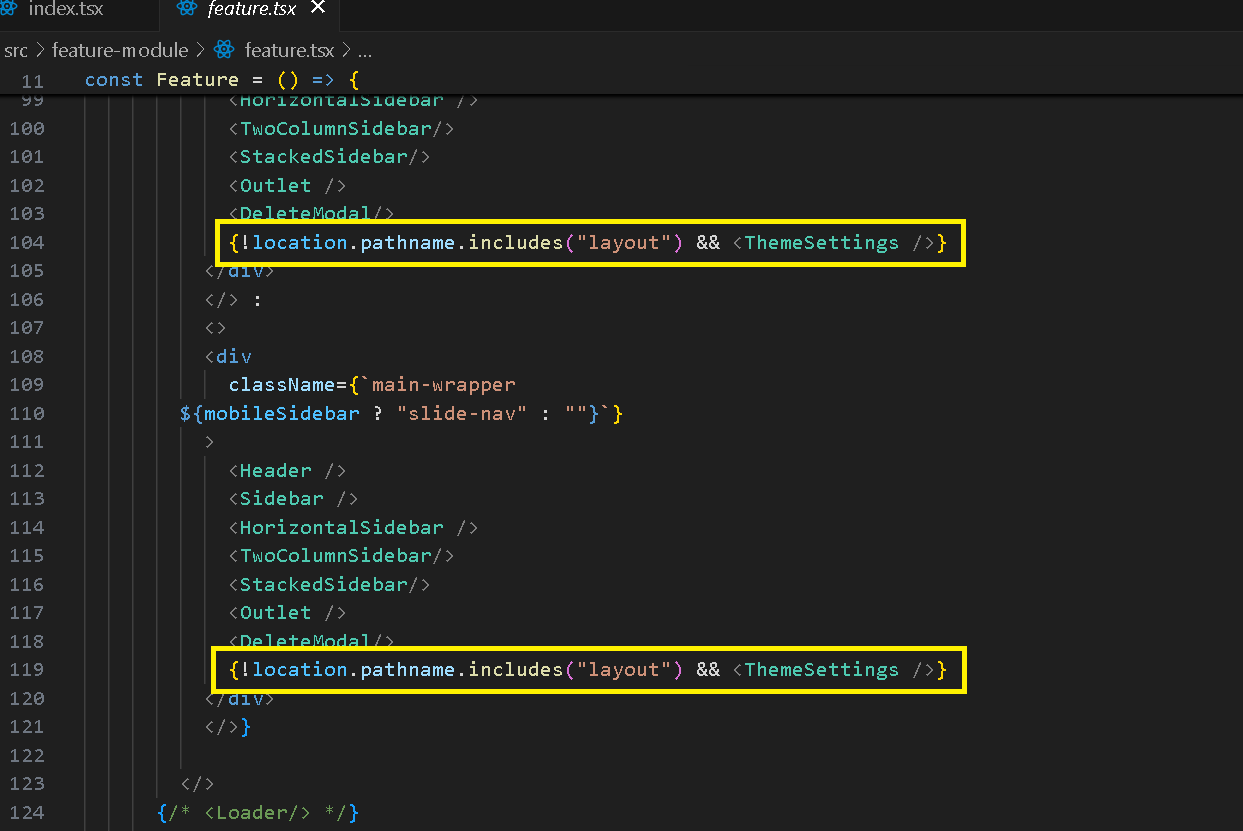 index.tsx feature.tsx ×
src > feature-module > feature.tsx > ...
11 const Feature = () => {
99 <HorizontalSidebar />
100 <TwoColumnSidebar/>
101 <StackedSidebar/>
102 <Outlet />
103 <DeleteModal/>
104 {!location.pathname.includes("layout") && <ThemeSettings />}
105 </div>
106 </> :
107 <>
108 <div
109 className={`main-wrapper
110 ${mobileSidebar ? "slide-nav" : ""}`}
111 >
112 <Header />
113 <Sidebar />
114 <HorizontalSidebar />
115 <TwoColumnSidebar/>
116 <StackedSidebar/>
117 <Outlet />
118 <DeleteModal/>
119 {!location.pathname.includes("layout") && <ThemeSettings />}
120 </div>
121 </>}
122
123 </>
124 {/* <Loader/> */}